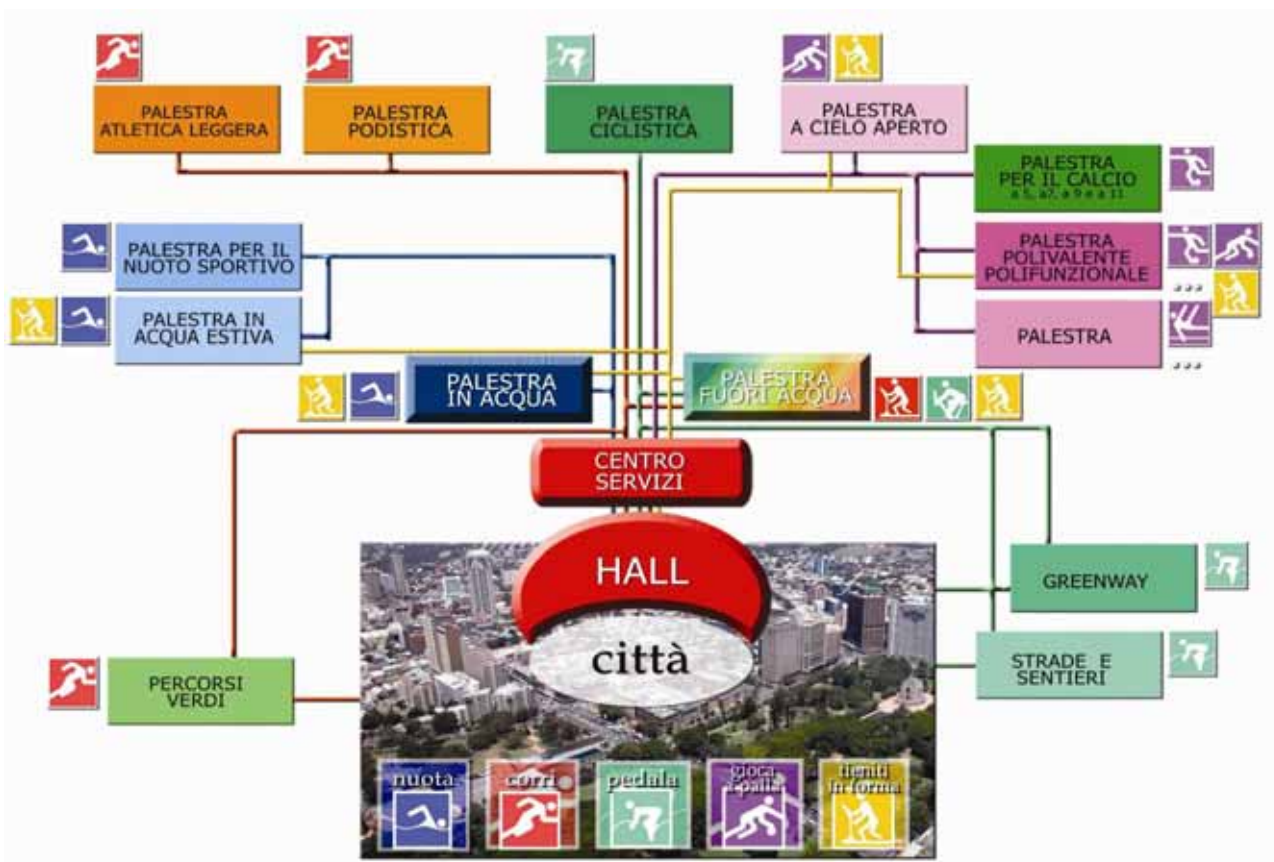 PALESTRA
ATLETICA LEGGERA
PALESTRA
PODISTICA
PALESTRA
CICLISTICA
PALESTRA
A CIELO APERTO
PALESTRA
PER IL CALCIO
a 5, a7, a 9 e a 11
PALESTRA PER IL
NUOTO SPORTIVO
PALESTRA
POLIVALENTE
POLIFUNZIONALE
...
PALESTRA IN
ACQUA ESTIVA
PALESTRA
...
PALESTRA
IN ACQUA
PALESTRA
FUORI ACQUA
CENTRO
SERVIZI
HALL
città
GREENWAY
STRADE E
SENTIERI
PERCORSI
VERDI
nuota
corri
pedala
gioca
a palla
tieniti
in forma